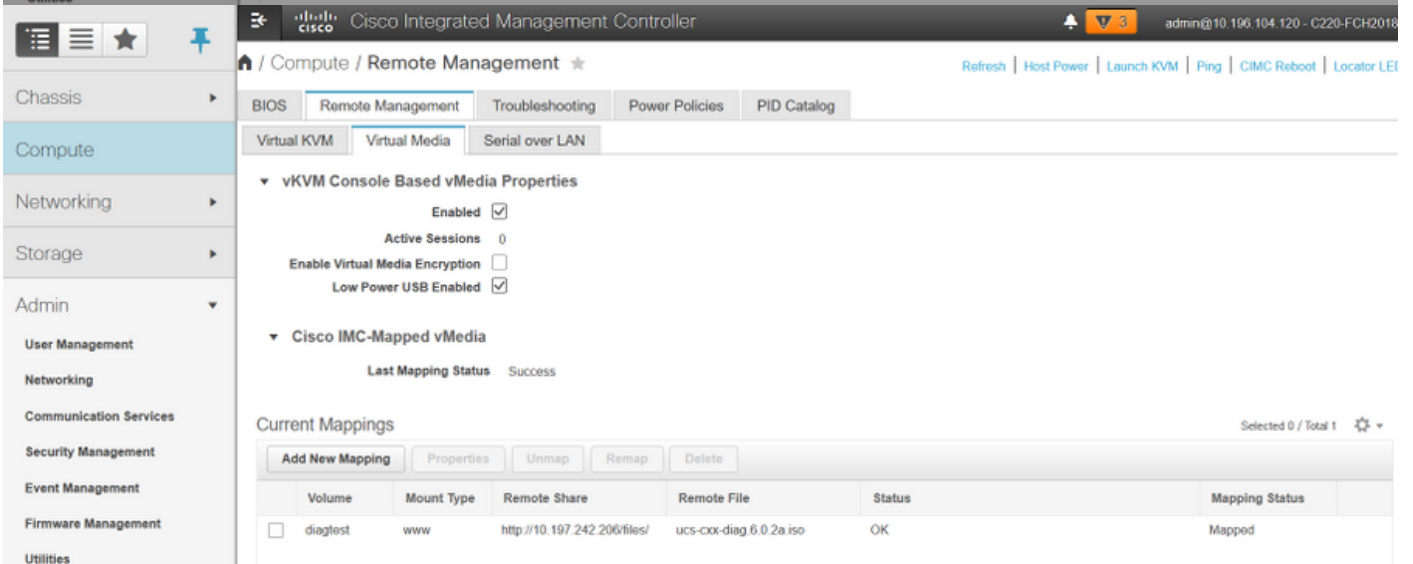 Utilities
cisco Cisco Integrated Management Controller 3 admin@10.196.104.120 - C220-FCH2018
/ Compute / Remote Management
Refresh | Host Power | Launch KVM | Ping | CIMC Reboot | Locator LED
Chassis
Compute
Networking
Storage
Admin
User Management
Networking
Communication Services
Security Management
Event Management
Firmware Management
Utilities
BIOS Remote Management Troubleshooting Power Policies PID Catalog
Virtual KVM Virtual Media Serial over LAN
vKVM Console Based vMedia Properties
Enabled
Active Sessions 0
Enable Virtual Media Encryption
Low Power USB Enabled
Cisco IMC-Mapped vMedia
Last Mapping Status Success
Current Mappings Selected 0 / Total 1
Add New Mapping Properties Unmap Remap Delete
Volume Mount Type Remote Share Remote File Status Mapping Status
diagtest www http://10.197.242.206/files/ ucs-cxx-diag.6.0.2a.iso OK Mapped